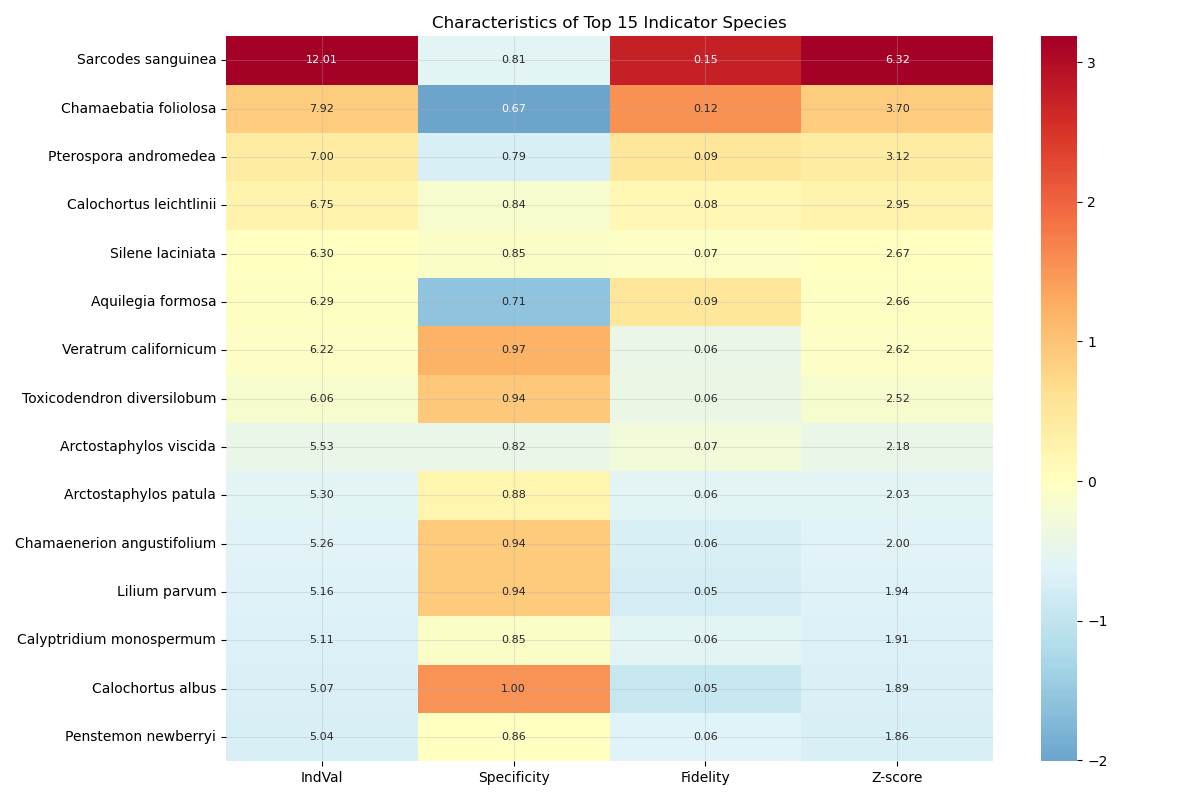 Characteristics of Top 15 Indicator Species
Sarcodes sanguinea 12.01 0.81 0.15 6.32
Chamaebatia foliolosa 7.92 0.67 0.12 3.70
Pterospora andromedea 7.00 0.79 0.09 3.12
Calochortus leichtlinii 6.75 0.84 0.08 2.95
Silene laciniata 6.30 0.85 0.07 2.67
Aquilegia formosa 6.29 0.71 0.09 2.66
Veratrum californicum 6.22 0.97 0.06 2.62
Toxicodendron diversilobum 6.06 0.94 0.06 2.52
Arctostaphylos viscida 5.53 0.82 0.07 2.18
Arctostaphylos patula 5.30 0.88 0.06 2.03
Chamaenerion angustifolium 5.26 0.94 0.06 2.00
Lilium parvum 5.16 0.94 0.05 1.94
Calyptridium monospermum 5.11 0.85 0.06 1.91
Calochortus albus 5.07 1.00 0.05 1.89
Penstemon newberryi 5.04 0.86 0.06 1.86
IndVal Specificity Fidelity Z-score
3
2
1
0
−1
−2